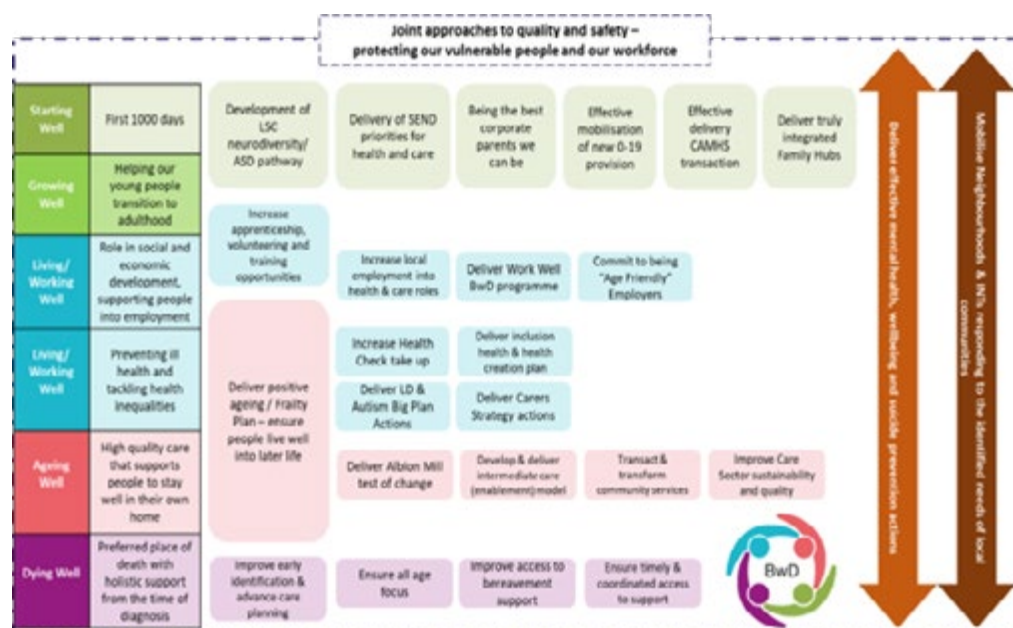 Joint approaches to quality and safety –
protecting our vulnerable people and our workforce
Starting
Well
First 1000 days
Development of
LSC
neurodiversity/
ASD pathway
Delivery of SEND
priorities for
health and care
Being the best
corporate
parents we
can be
Effective
mobilisation
of new 0-19
provision
Effective
delivery
CAMHS
transaction
Deliver truly
integrated
Family Hubs
Growing
Well
Helping our
young people
transition to
adulthood
Increase
apprenticeship,
volunteering and
training
opportunities
Living/
Working
Well
Role in social and
economic
development,
supporting people
into employment
Increase local
employment into
health & care roles
Deliver Work Well
BwD programme
Commit to being
"Age Friendly"
Employers
Living/
Working
Well
Preventing ill
health and
tackling health
inequalities
Increase Health
Check take up
Deliver inclusion
health & health
creation plan
Deliver LD &
Autism Big Plan
Actions
Deliver Carers
Strategy actions
Deliver positive
ageing / Frailty
Plan – ensure
people live well
into later life
Ageing
Well
High quality care
that supports
people to stay
well in their own
home
Deliver Albion Mill
test of change
Develop & deliver
intermediate care
(enablement) model
Transact &
transform
community services
Improve Care
Sector sustainability
and quality
Dying Well
Preferred place of
death with
holistic support
from the time of
diagnosis
Improve early
identification &
advance care
planning
Ensure all age
focus
Improve access to
bereavement
support
Ensure timely &
coordinated access
to support
BwD
Deliver effective mental health, wellbeing and suicide prevention actions
Mobilise Neighbourhoods & INTs responding to the identified needs of local
communities